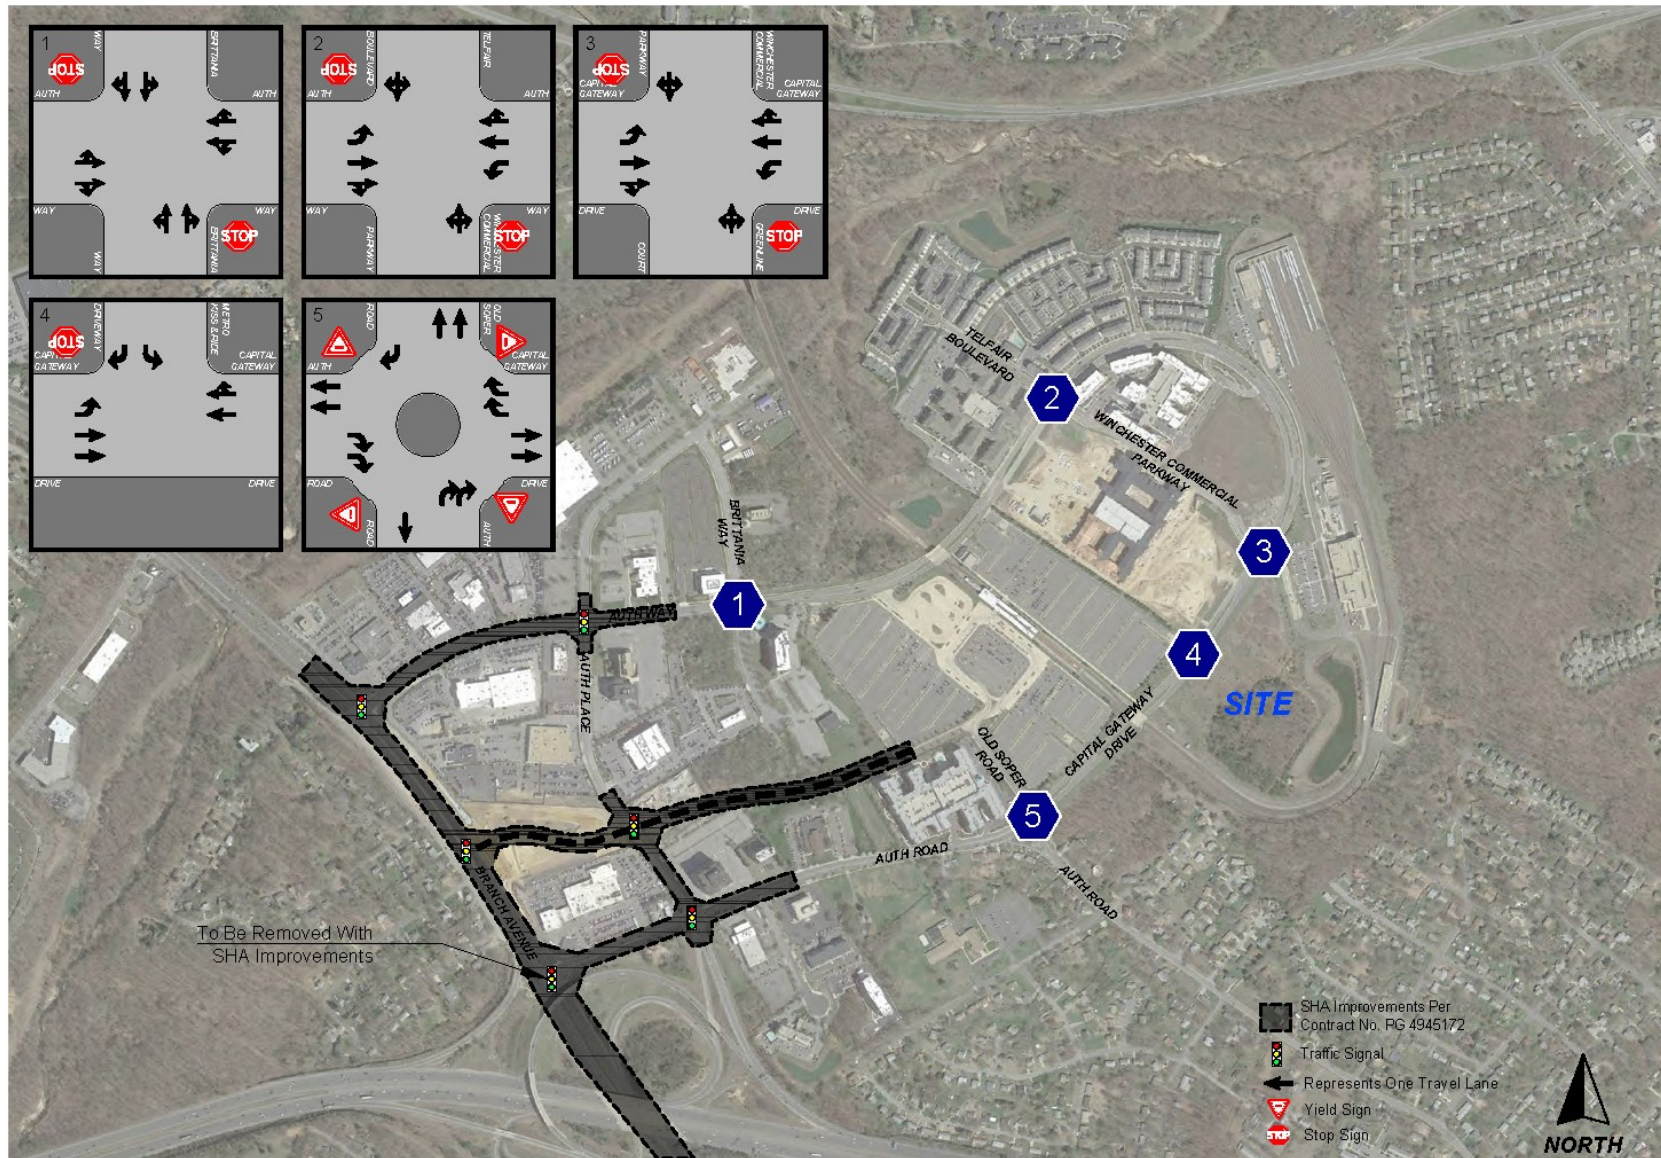 1
WAY
BRITTANIA
STOP
AUTH
AUTH
WAY
WAY
WAY
BRITTANIA
STOP
2
BOULEVARD
TELFAIR
STOP
AUTH
AUTH
WAY
WAY
PARKWAY
WINCHESTER
COMMERCIAL
STOP
3
PARKWAY
WINCHESTER
COMMERCIAL
STOP
CAPITAL
GATEWAY
CAPITAL
GATEWAY
DRIVE
DRIVE
COURT
GREENLINE
STOP
4
DRIVEWAY
METRO
KISS & RIDE
STOP
CAPITAL
GATEWAY
CAPITAL
GATEWAY
DRIVE
DRIVE
5
ROAD
OLD
SOPER
AUTH
CAPITAL
GATEWAY
ROAD
DRIVE
ROAD
AUTH
TELFAIR
BOULEVARD
2
WINCHESTER COMMERCIAL
PARKWAY
BRITTANIA
WAY
3
1
AUTH WAY
4
AUTH PLACE
SITE
OLD SOPER
ROAD
CAPITAL GATEWAY
DRIVE
5
AUTH ROAD
AUTH ROAD
BRANCH AVENUE
To Be Removed With
SHA Improvements
SHA Improvements Per
Contract No. PG 4945172
Traffic Signal
Represents One Travel Lane
Yield Sign
STOP
Stop Sign
NORTH